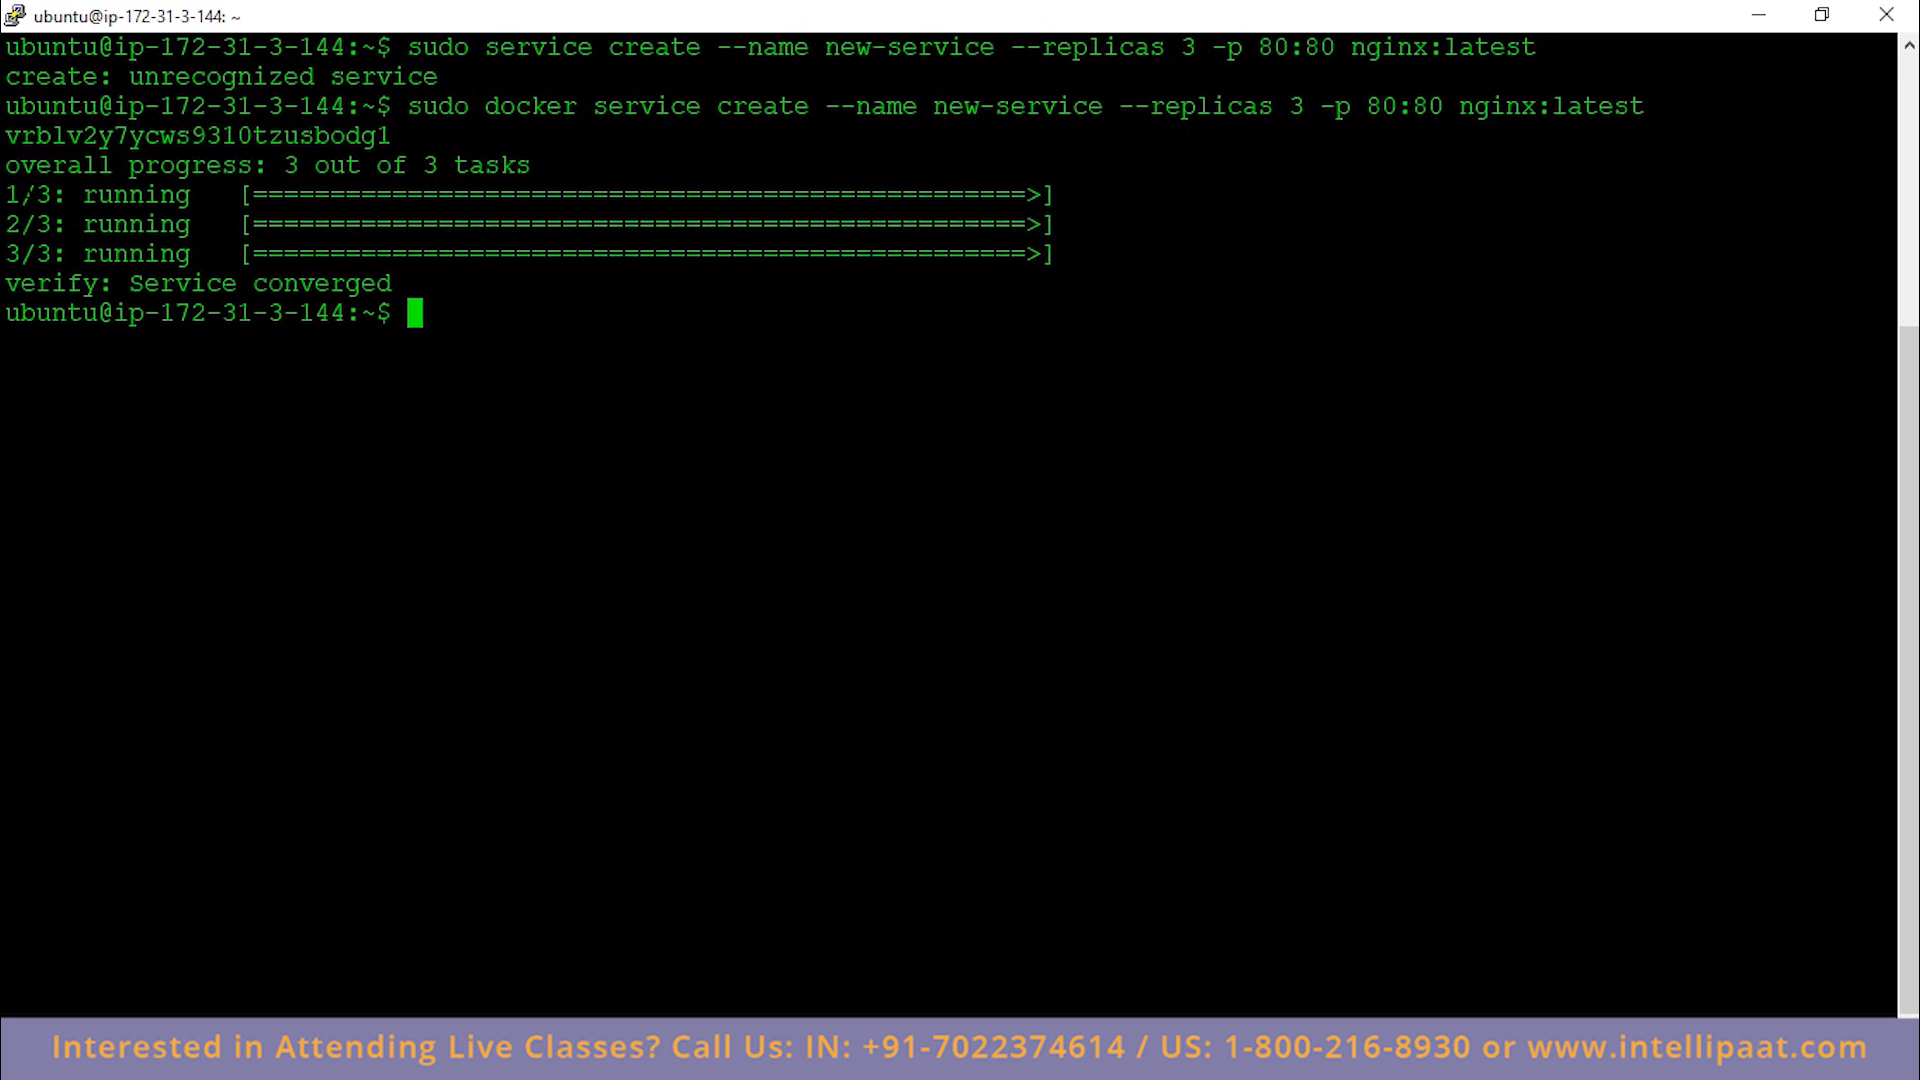 ubuntu@ip-172-31-3-144: ~
ubuntu@ip-172-31-3-144:~$ sudo service create --name new-service --replicas 3 -p 80:80 nginx:latest
create: unrecognized service
ubuntu@ip-172-31-3-144:~$ sudo docker service create --name new-service --replicas 3 -p 80:80 nginx:latest
vrblv2y7ycws9310tzusbodg1
overall progress: 3 out of 3 tasks
1/3: running   [==================================================>]
2/3: running   [==================================================>]
3/3: running   [==================================================>]
verify: Service converged
ubuntu@ip-172-31-3-144:~$
Interested in Attending Live Classes? Call Us: IN: +91-7022374614 / US: 1-800-216-8930 or www.intellipaat.com